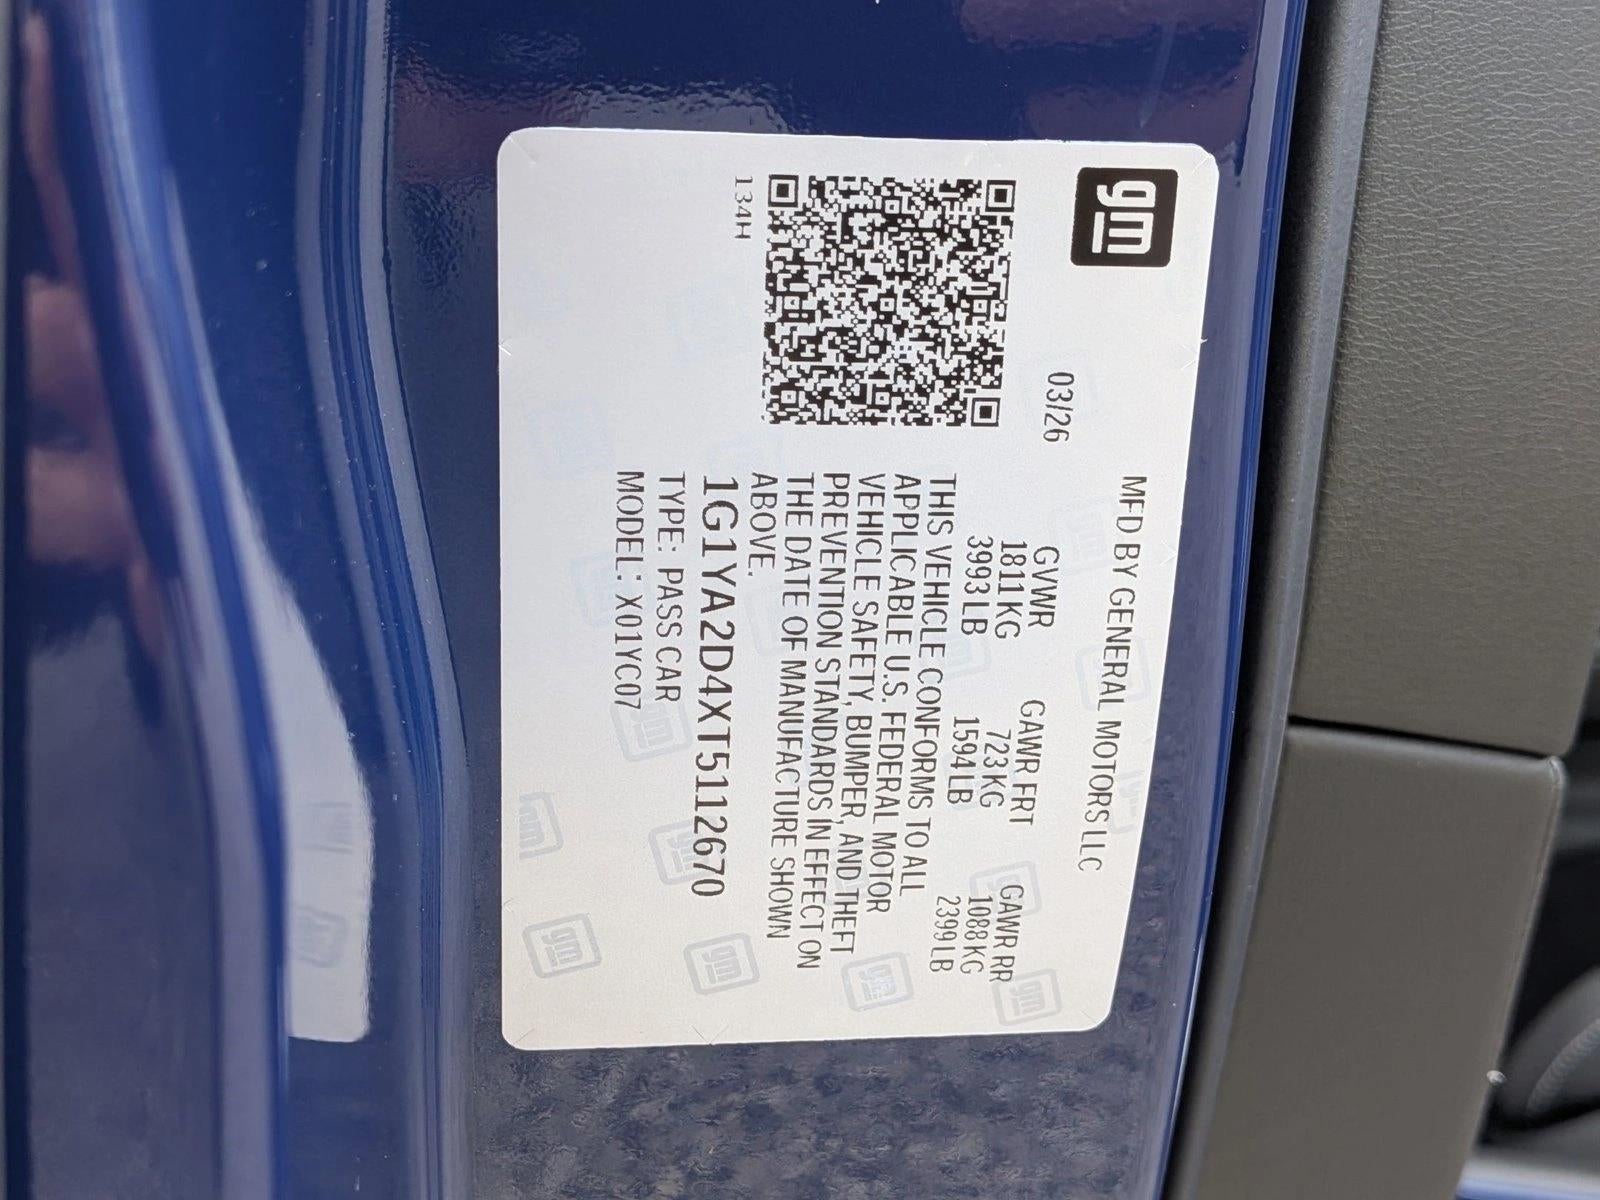 gm
MFD BY GENERAL MOTORS LLC
03/26
GVWR GAWR FRT GAWR RR
1811 KG 723 KG 1088 KG
3993 LB 1594 LB 2399 LB
THIS VEHICLE CONFORMS TO ALL
APPLICABLE U.S. FEDERAL MOTOR
VEHICLE SAFETY, BUMPER, AND THEFT
PREVENTION STANDARDS IN EFFECT ON
THE DATE OF MANUFACTURE SHOWN
ABOVE.
134H
1G1YA2D4XT5112670
TYPE: PASS CAR
MODEL: X01YC07